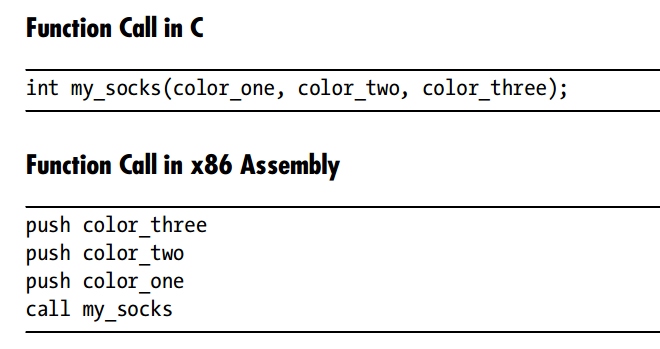 Function Call in C
int my_socks(color_one, color_two, color_three);
Function Call in x86 Assembly
push color_three
push color_two
push color_one
call my_socks